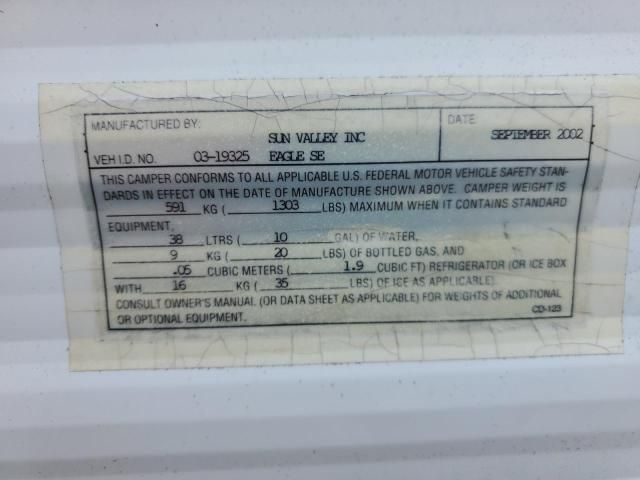 MANUFACTURED BY: SUN VALLEY INC DATE: SEPTEMBER 2002
VEH I.D. NO. 03-19325 EAGLE SE
THIS CAMPER CONFORMS TO ALL APPLICABLE U.S. FEDERAL MOTOR VEHICLE SAFETY STAN-
DARDS IN EFFECT ON THE DATE OF MANUFACTURE SHOWN ABOVE. CAMPER WEIGHT IS
591 KG ( 1303 LBS) MAXIMUM WHEN IT CONTAINS STANDARD
EQUIPMENT,
38 LTRS ( 10 GAL) OF WATER,
9 KG ( 20 LBS) OF BOTTLED GAS, AND
.05 CUBIC METERS ( 1.9 CUBIC FT) REFRIGERATOR (OR ICE BOX
WITH 16 KG ( 35 LBS) OF ICE AS APPLICABLE).
CONSULT OWNER'S MANUAL (OR DATA SHEET AS APPLICABLE) FOR WEIGHTS OF ADDITIONAL
OR OPTIONAL EQUIPMENT. CD-123